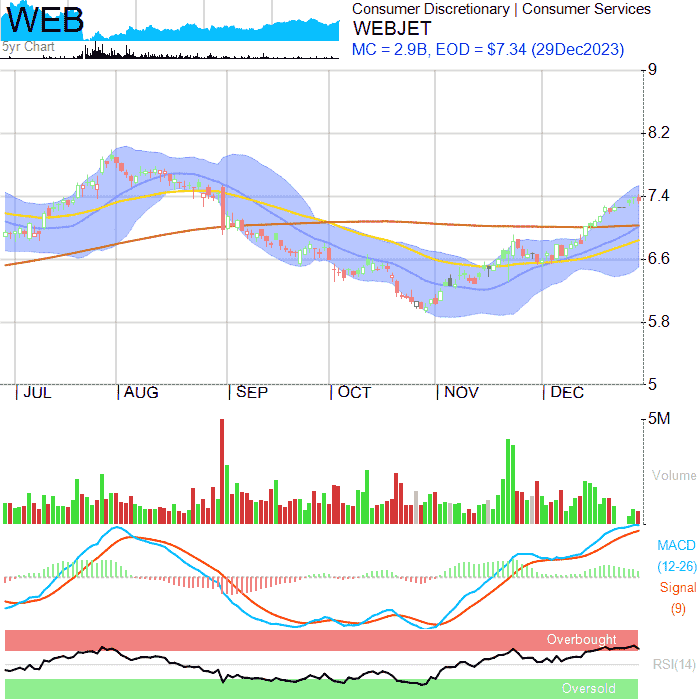 WEB
5yr Chart
Consumer Discretionary | Consumer Services
WEBJET
MC = 2.9B, EOD = $7.34 (29Dec2023)
9
8.2
7.4
6.6
5.8
5
JUL AUG SEP OCT NOV DEC
5M
Volume
MACD
(12-26)
Signal
(9)
Overbought
RSI(14)
Oversold